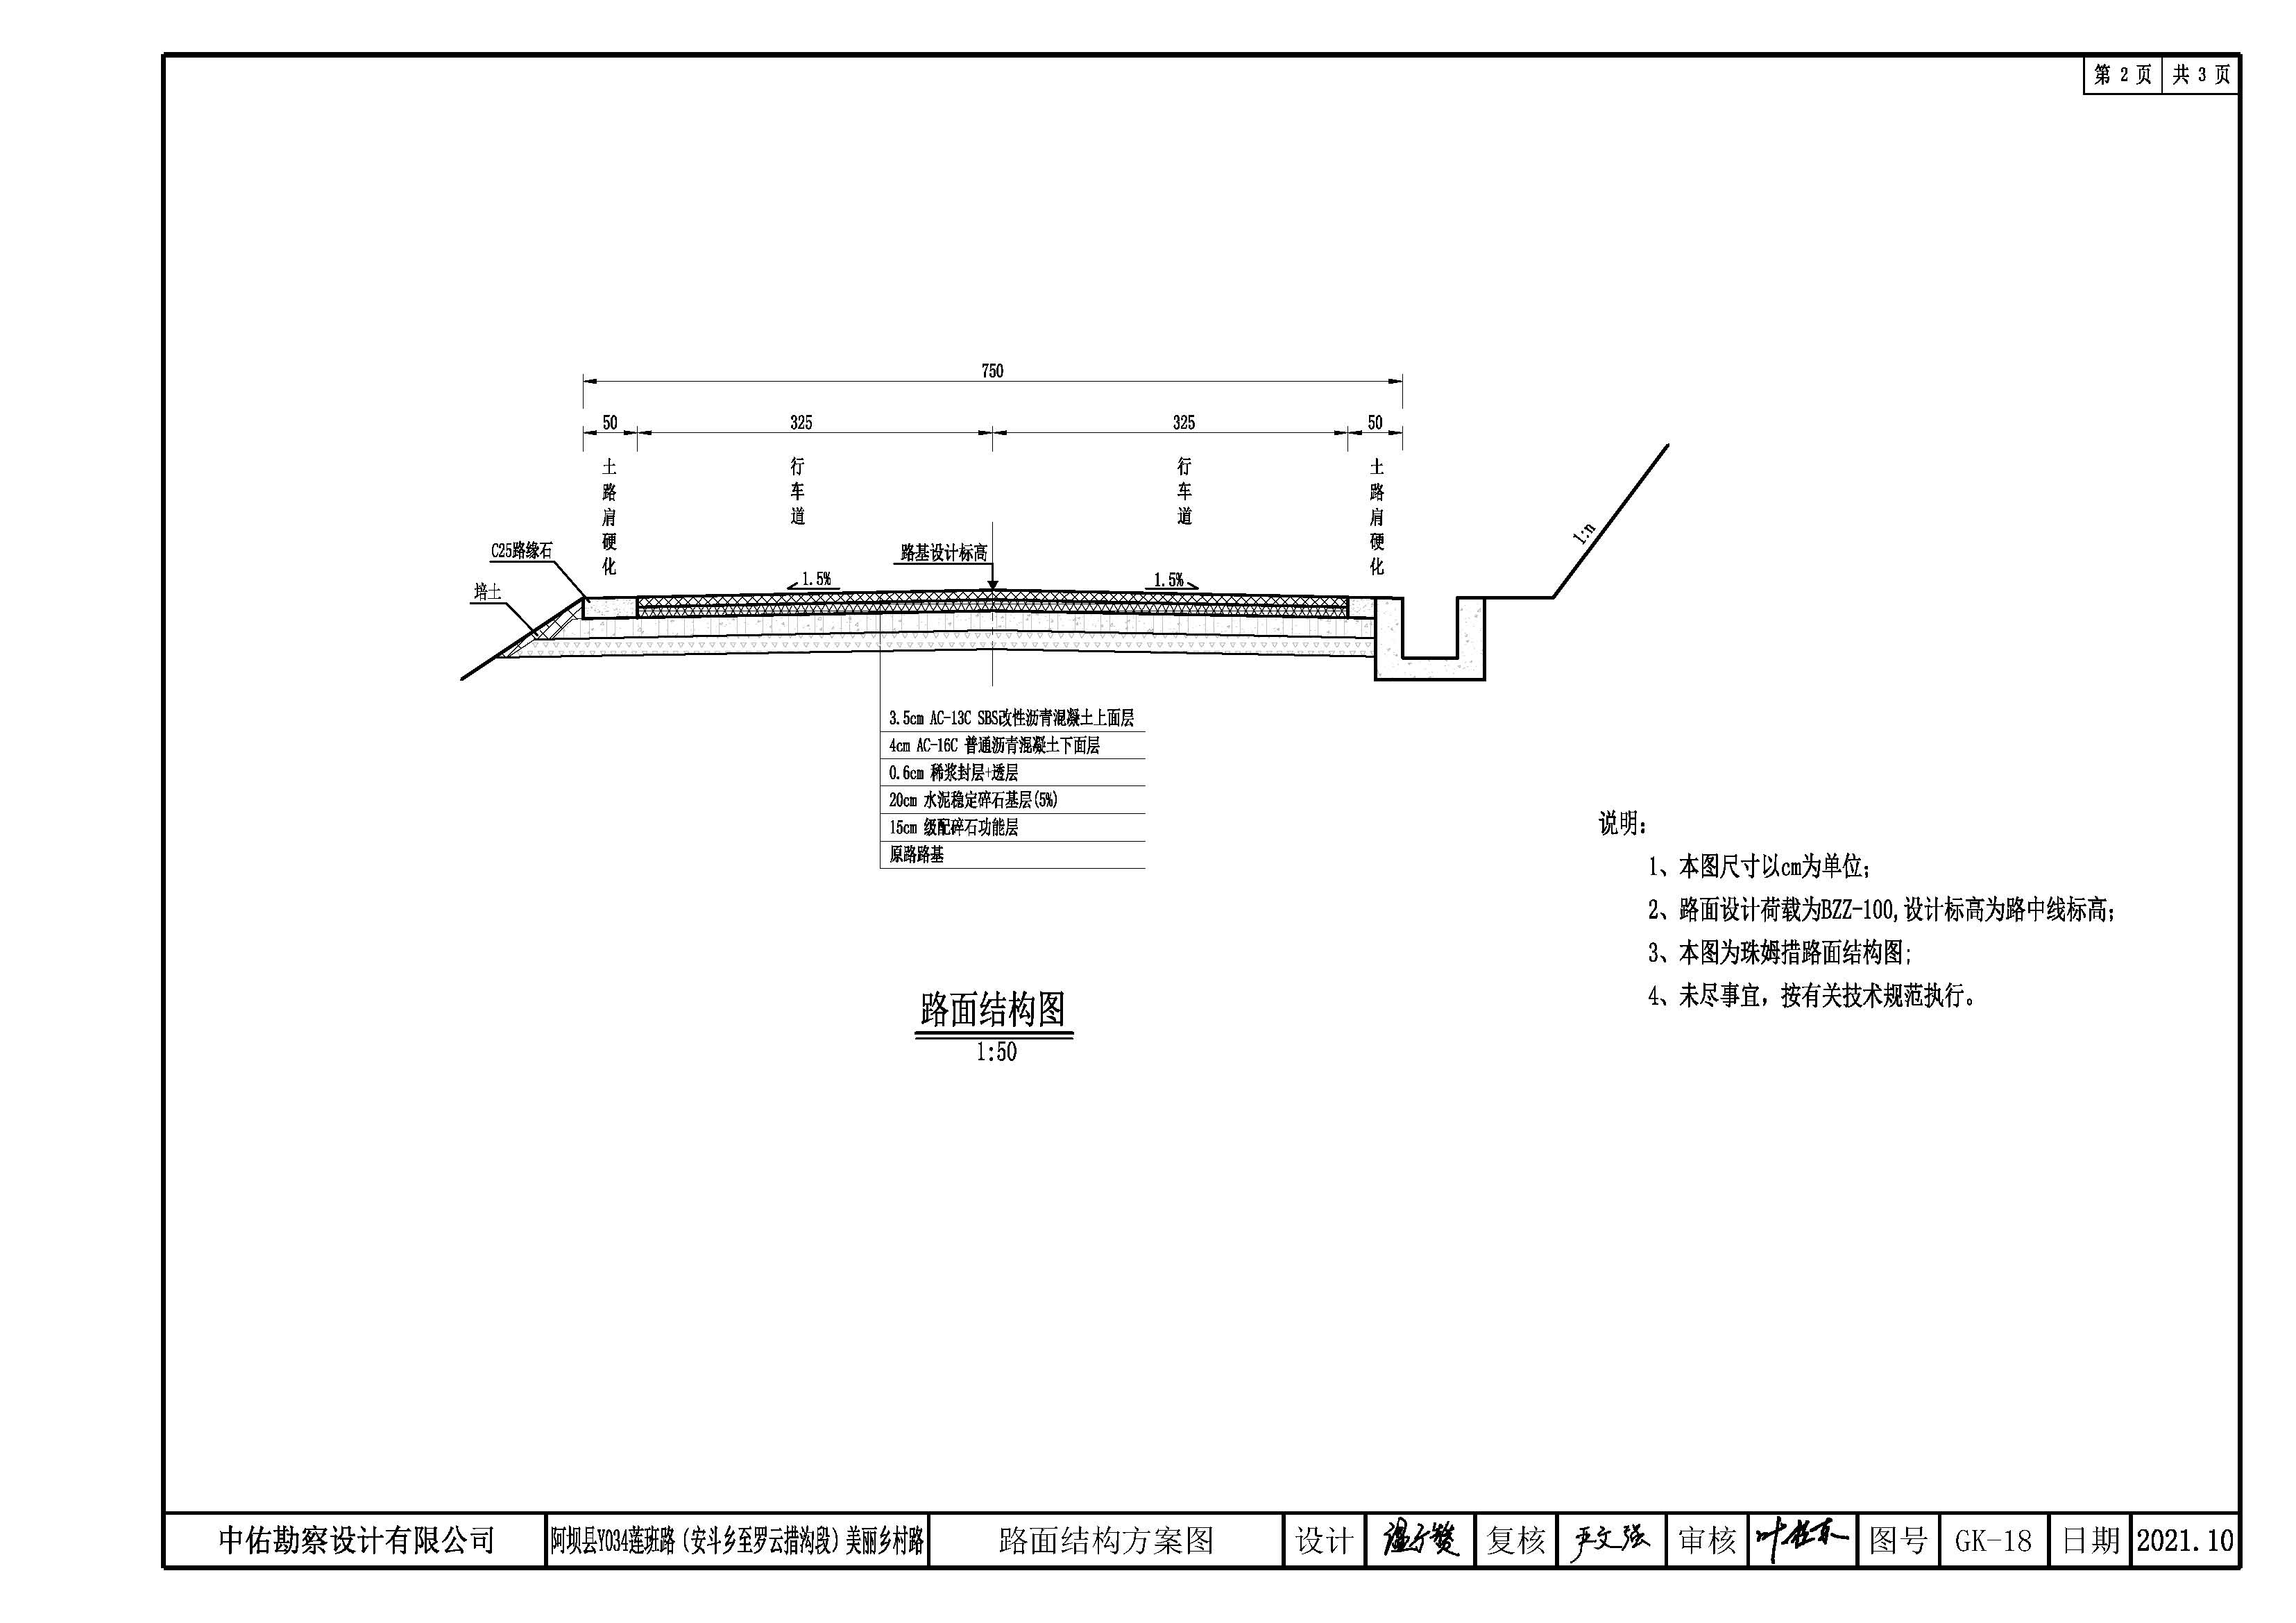 第 2 页 共 3 页
750
50 325 325 50
土路肩硬化
行车道
行车道
土路肩硬化
1:n
C25路缘石
路基设计标高
1.5%
1.5%
培土
3.5cm AC-13C SBS改性沥青混凝土上面层
4cm AC-16C 普通沥青混凝土下面层
0.6cm 稀浆封层+透层
20cm 水泥稳定碎石基层(5%)
15cm 级配碎石功能层
原路路基
说明：
1、本图尺寸以cm为单位;
2、路面设计荷载为BZZ-100,设计标高为路中线标高;
3、本图为珠姆措路面结构图;
4、未尽事宜，按有关技术规范执行。
路面结构图
1:50
中佑勘察设计有限公司 阿坝县Y034莲班路（安斗乡至罗云措沟段）美丽乡村路 路面结构方案图 设计 复核 严文强 审核 图号 GK-18 日期 2021.10